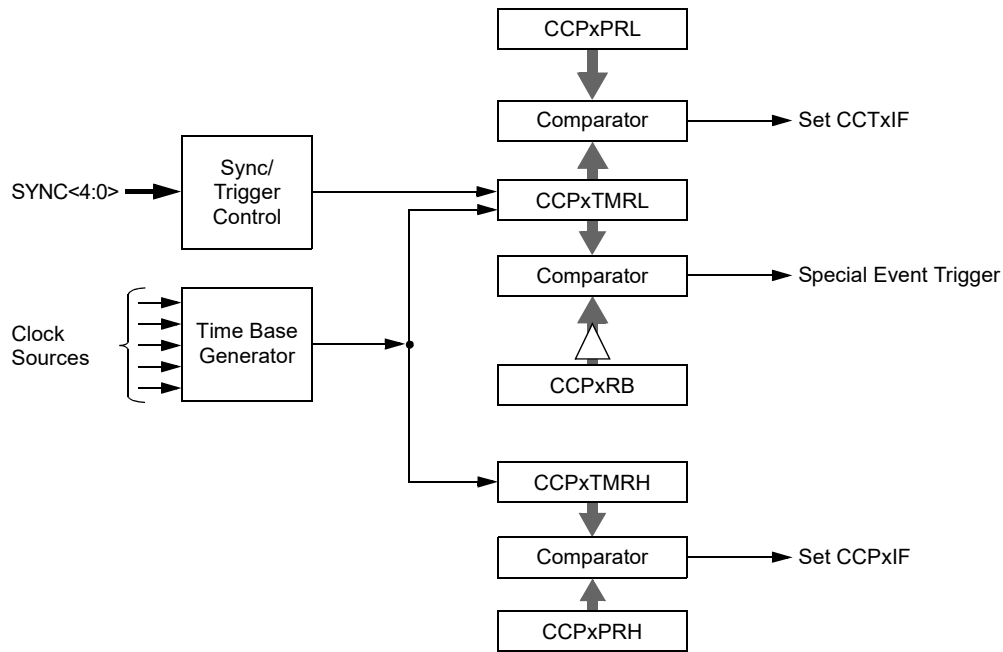 CCPxPRL
Comparator
Set CCTxIF
SYNC<4:0>
Sync/
Trigger
Control
CCPxTMRL
Comparator
Special Event Trigger
Clock
Sources
Time Base
Generator
CCPxRB
CCPxTMRH
Comparator
Set CCPxIF
CCPxPRH